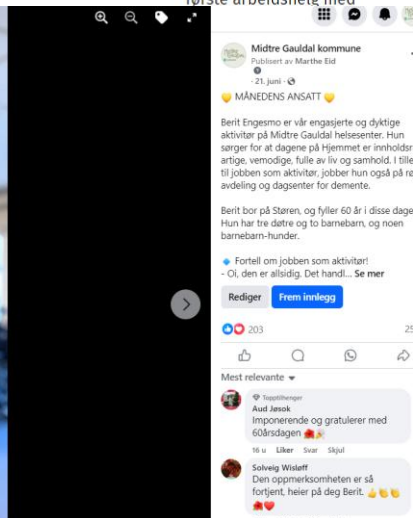 første arbeidshelg med
Midtre Gauldal kommune
Publisert av Marthe Eid
· 21. juni ·
💛 MÅNEDENS ANSATT 💛
Berit Engesmo er vår engasjerte og dyktige
aktivitør på Midtre Gauldal helsesenter. Hun
sørger for at dagene på Hjemmet er innholdsr
artige, vemodige, fulle av liv og samhold. I tille
til jobben som aktivitør, jobber hun også på rø
avdeling og dagsenter for demente.
Berit bor på Støren, og fyller 60 år i disse dage
Hun har tre døtre og to barnebarn, og noen
barnebarn-hunder.
🔹 Fortell om jobben som aktivitør!
- Oi, den er allsidig. Det handl... Se mer
Rediger Frem innlegg
203 25
Mest relevante
Topptilhenger
Aud Jøsok
Imponerende og gratulerer med
60årsdagen 🌺🎉
16 u Liker Svar Skjul
Solveig Wisløff
Den oppmerksomheten er så
fortjent, heier på deg Berit. 👍👏👏
🌺❤️